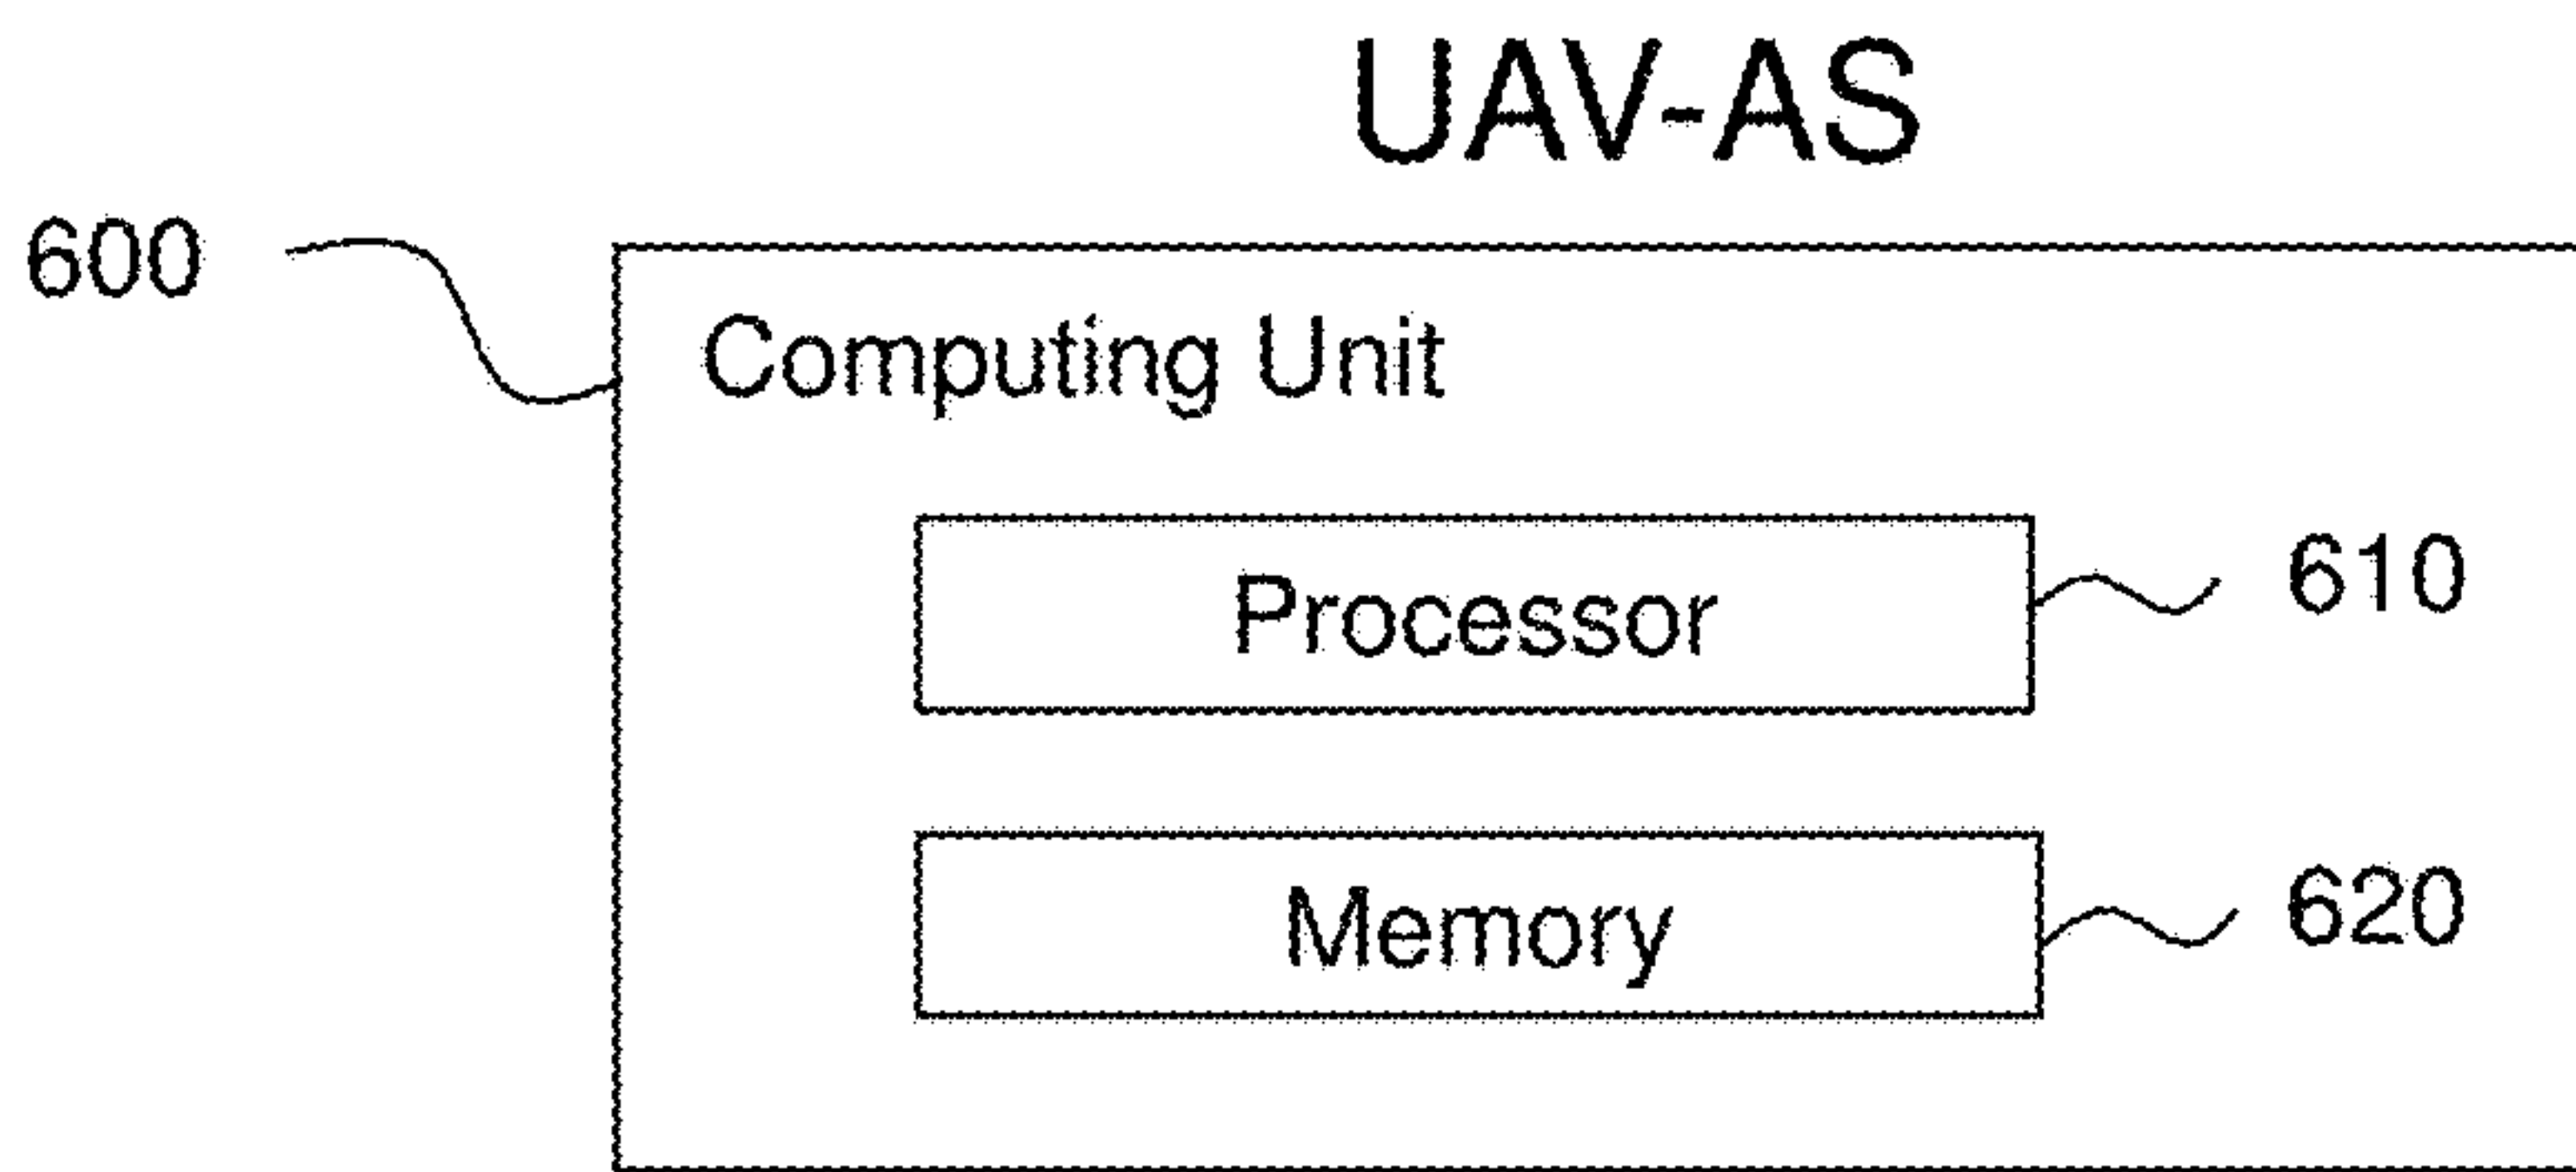 UAV-AS
600
Computing Unit
Processor
610
Memory
620